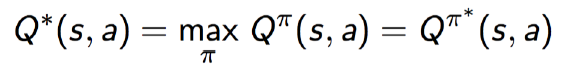 Q*(s, a) = max_π Q^π(s, a) = Q^{π*}(s, a)